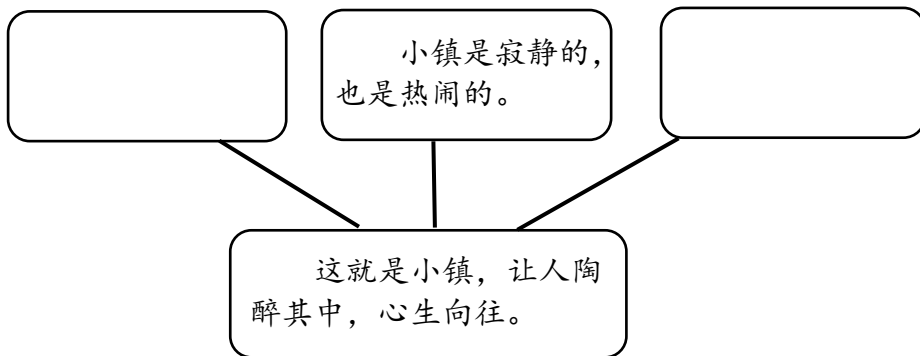 小镇是寂静的，
也是热闹的。
这就是小镇，让人陶
醉其中，心生向往。